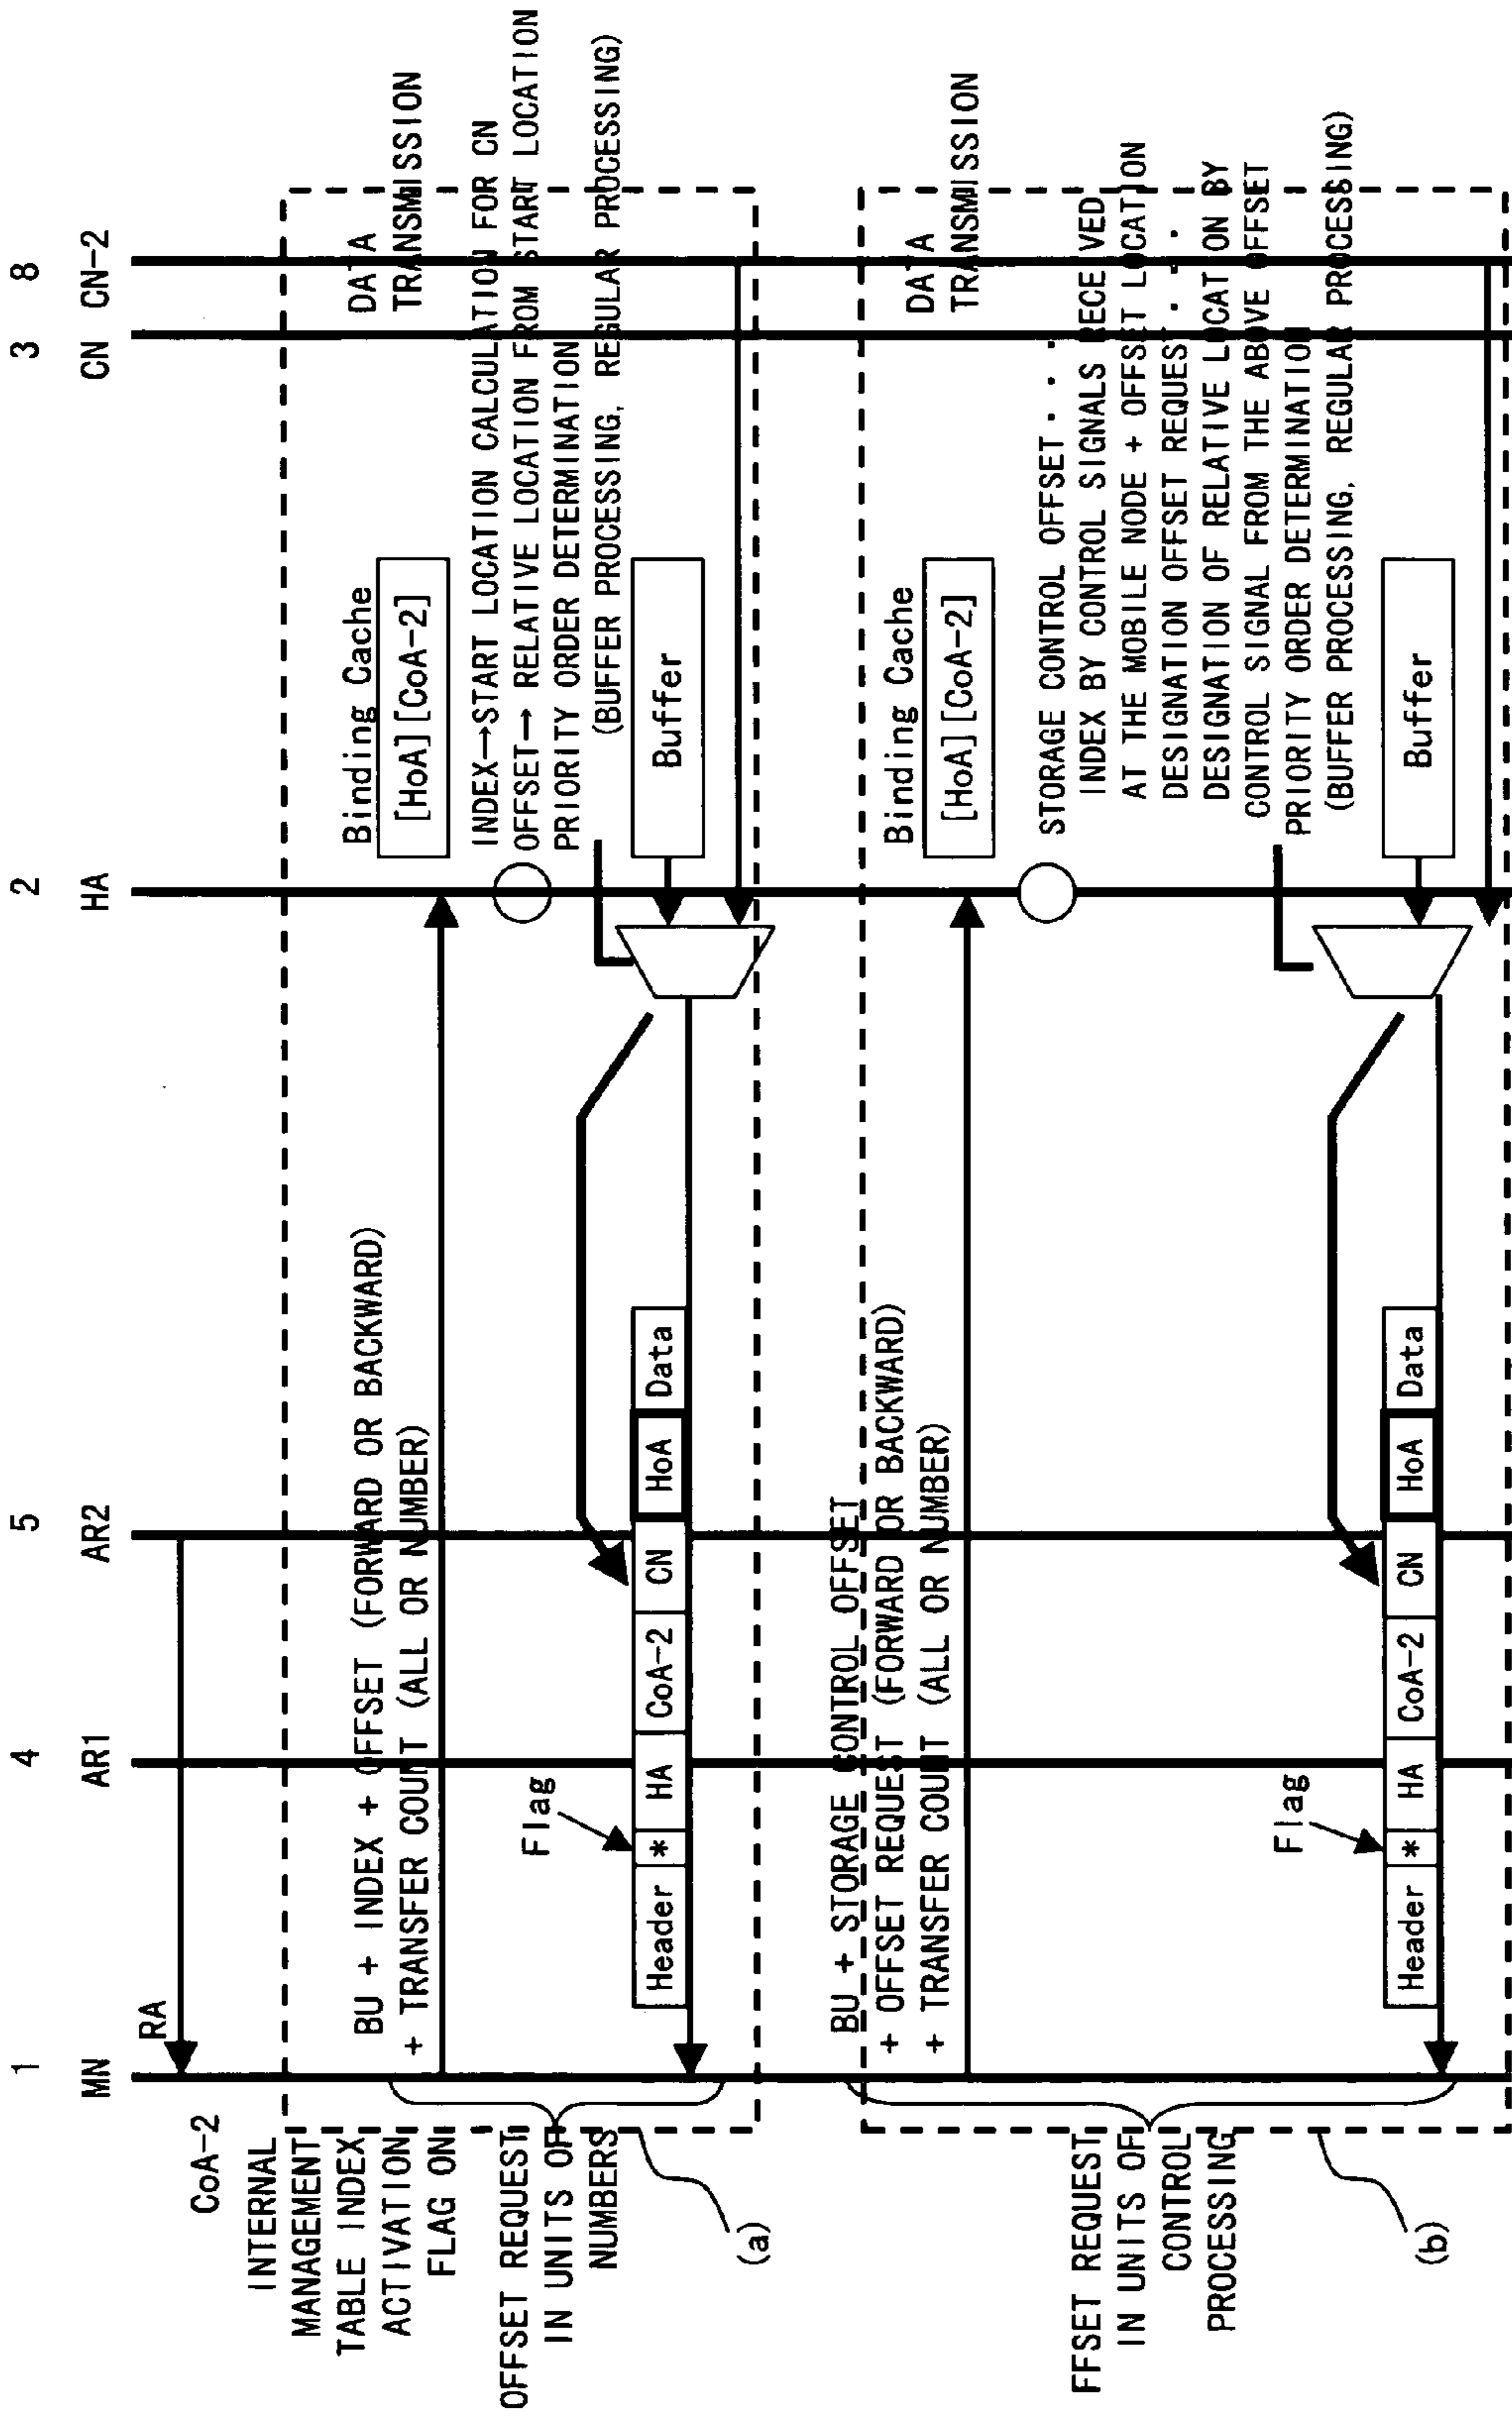 1
4
5
2
3
8
MN
AR1
AR2
HA
CN
CN-2
RA
CoA-2
INTERNAL
MANAGEMENT
TABLE INDEX
ACTIVATION
FLAG ON
OFFSET REQUEST
IN UNITS OF
NUMBERS
(a)
BU + INDEX + OFFSET (FORWARD OR BACKWARD)
+ TRANSFER COUNT (ALL OR NUMBER)
Flag
Header * HA CoA-2 CN HoA Data
Binding Cache
[HoA] [CoA-2]
DATA
TRANSMISSION
INDEX→START LOCATION CALCULATION FOR CN
OFFSET→ RELATIVE LOCATION FROM START LOCATION
PRIORITY ORDER DETERMINATION
(BUFFER PROCESSING, REGULAR PROCESSING)
Buffer
FFSET REQUEST
IN UNITS OF
CONTROL
PROCESSING
(b)
BU + STORAGE CONTROL OFFSET
+ OFFSET REQUEST (FORWARD OR BACKWARD)
+ TRANSFER COUNT (ALL OR NUMBER)
Flag
Header * HA CoA-2 CN HoA Data
Binding Cache
[HoA] [CoA-2]
DATA
TRANSMISSION
STORAGE CONTROL OFFSET・・・
INDEX BY CONTROL SIGNALS RECEIVED
AT THE MOBILE NODE + OFFSET LOCATION
DESIGNATION OFFSET REQUEST・・・
DESIGNATION OF RELATIVE LOCATION BY
CONTROL SIGNAL FROM THE ABOVE OFFSET
PRIORITY ORDER DETERMINATION
(BUFFER PROCESSING, REGULAR PROCESSING)
Buffer